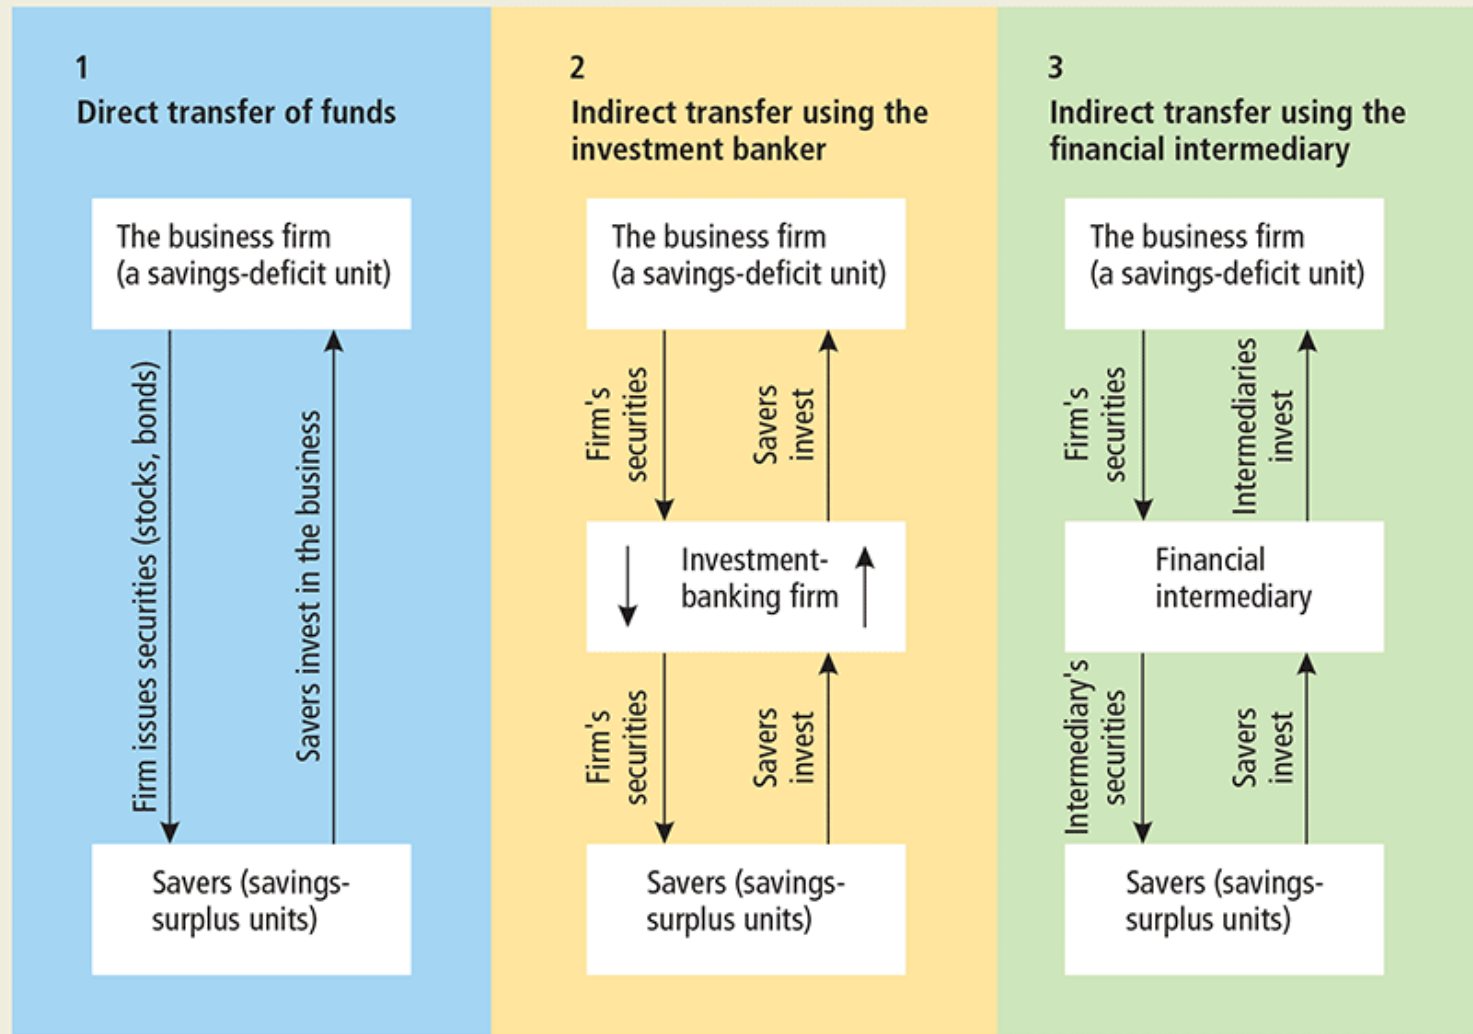 1
Direct transfer of funds
The business firm
(a savings-deficit unit)
Firm issues securities (stocks, bonds)
Savers invest in the business
Savers (savings-
surplus units)
2
Indirect transfer using the
investment banker
The business firm
(a savings-deficit unit)
Firm's
securities
Savers
invest
Investment-
banking firm
Firm's
securities
Savers
invest
Savers (savings-
surplus units)
3
Indirect transfer using the
financial intermediary
The business firm
(a savings-deficit unit)
Firm's
securities
Intermediaries
invest
Financial
intermediary
Intermediary's
securities
Savers
invest
Savers (savings-
surplus units)